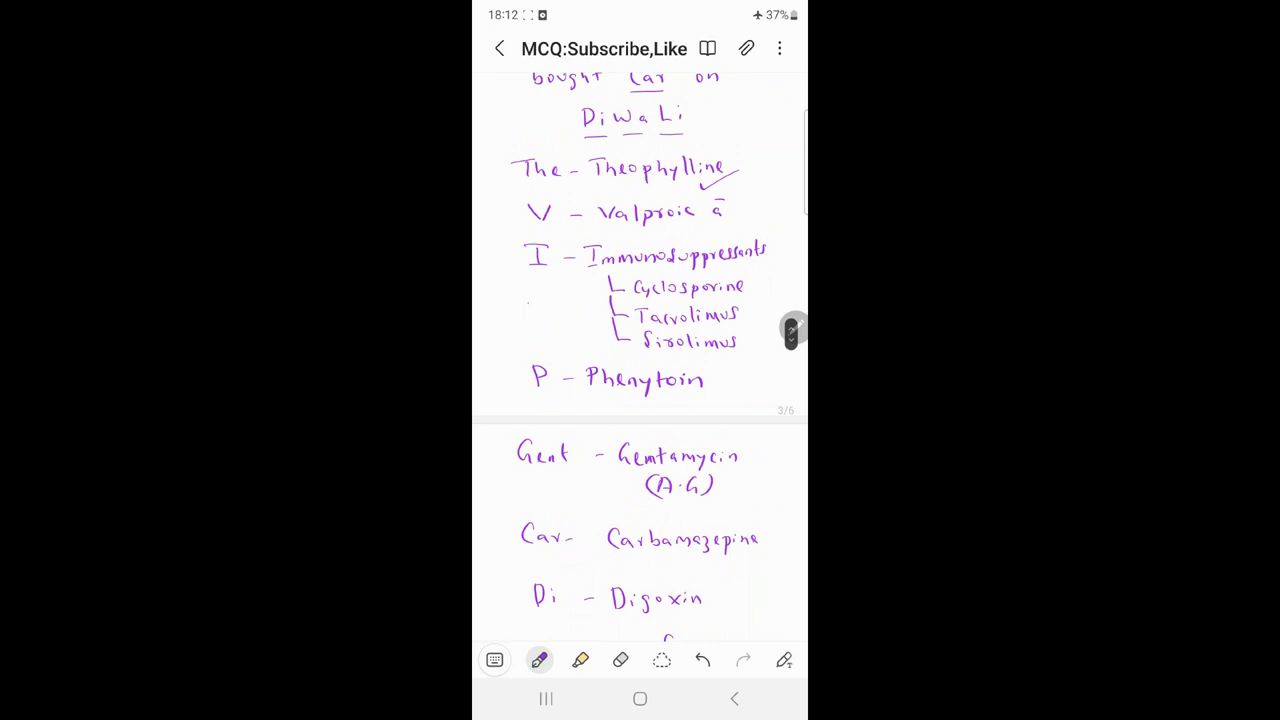 18:12 37%
MCQ:Subscribe,Like
bought Car on
DiWaLi
The - Theophylline
V - Valproic a
I - Immunosuppressants
Cyclosporine
Tacrolimus
Sirolimus
P - Phenytoin
3/6
Gent - Gentamycin
(A.G)
Car- Carbamazepine
Di - Digoxin